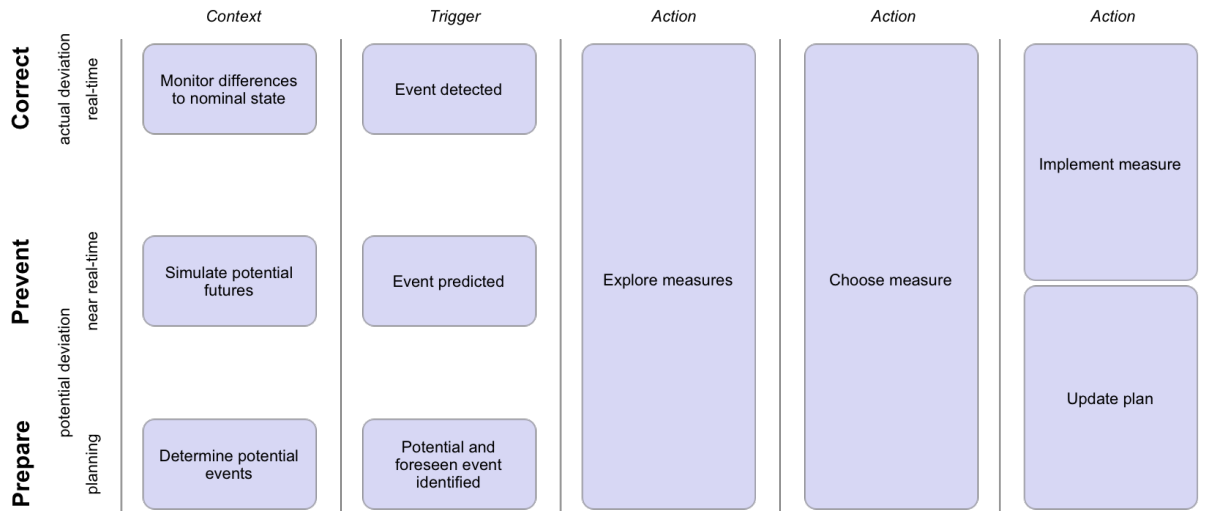 Context
Trigger
Action
Action
Action
Correct
actual deviation
real-time
Monitor differences
to nominal state
Event detected
Implement measure
Prevent
near real-time
Simulate potential
futures
Event predicted
Explore measures
Choose measure
potential deviation
Update plan
Prepare
planning
Determine potential
events
Potential and
foreseen event
identified